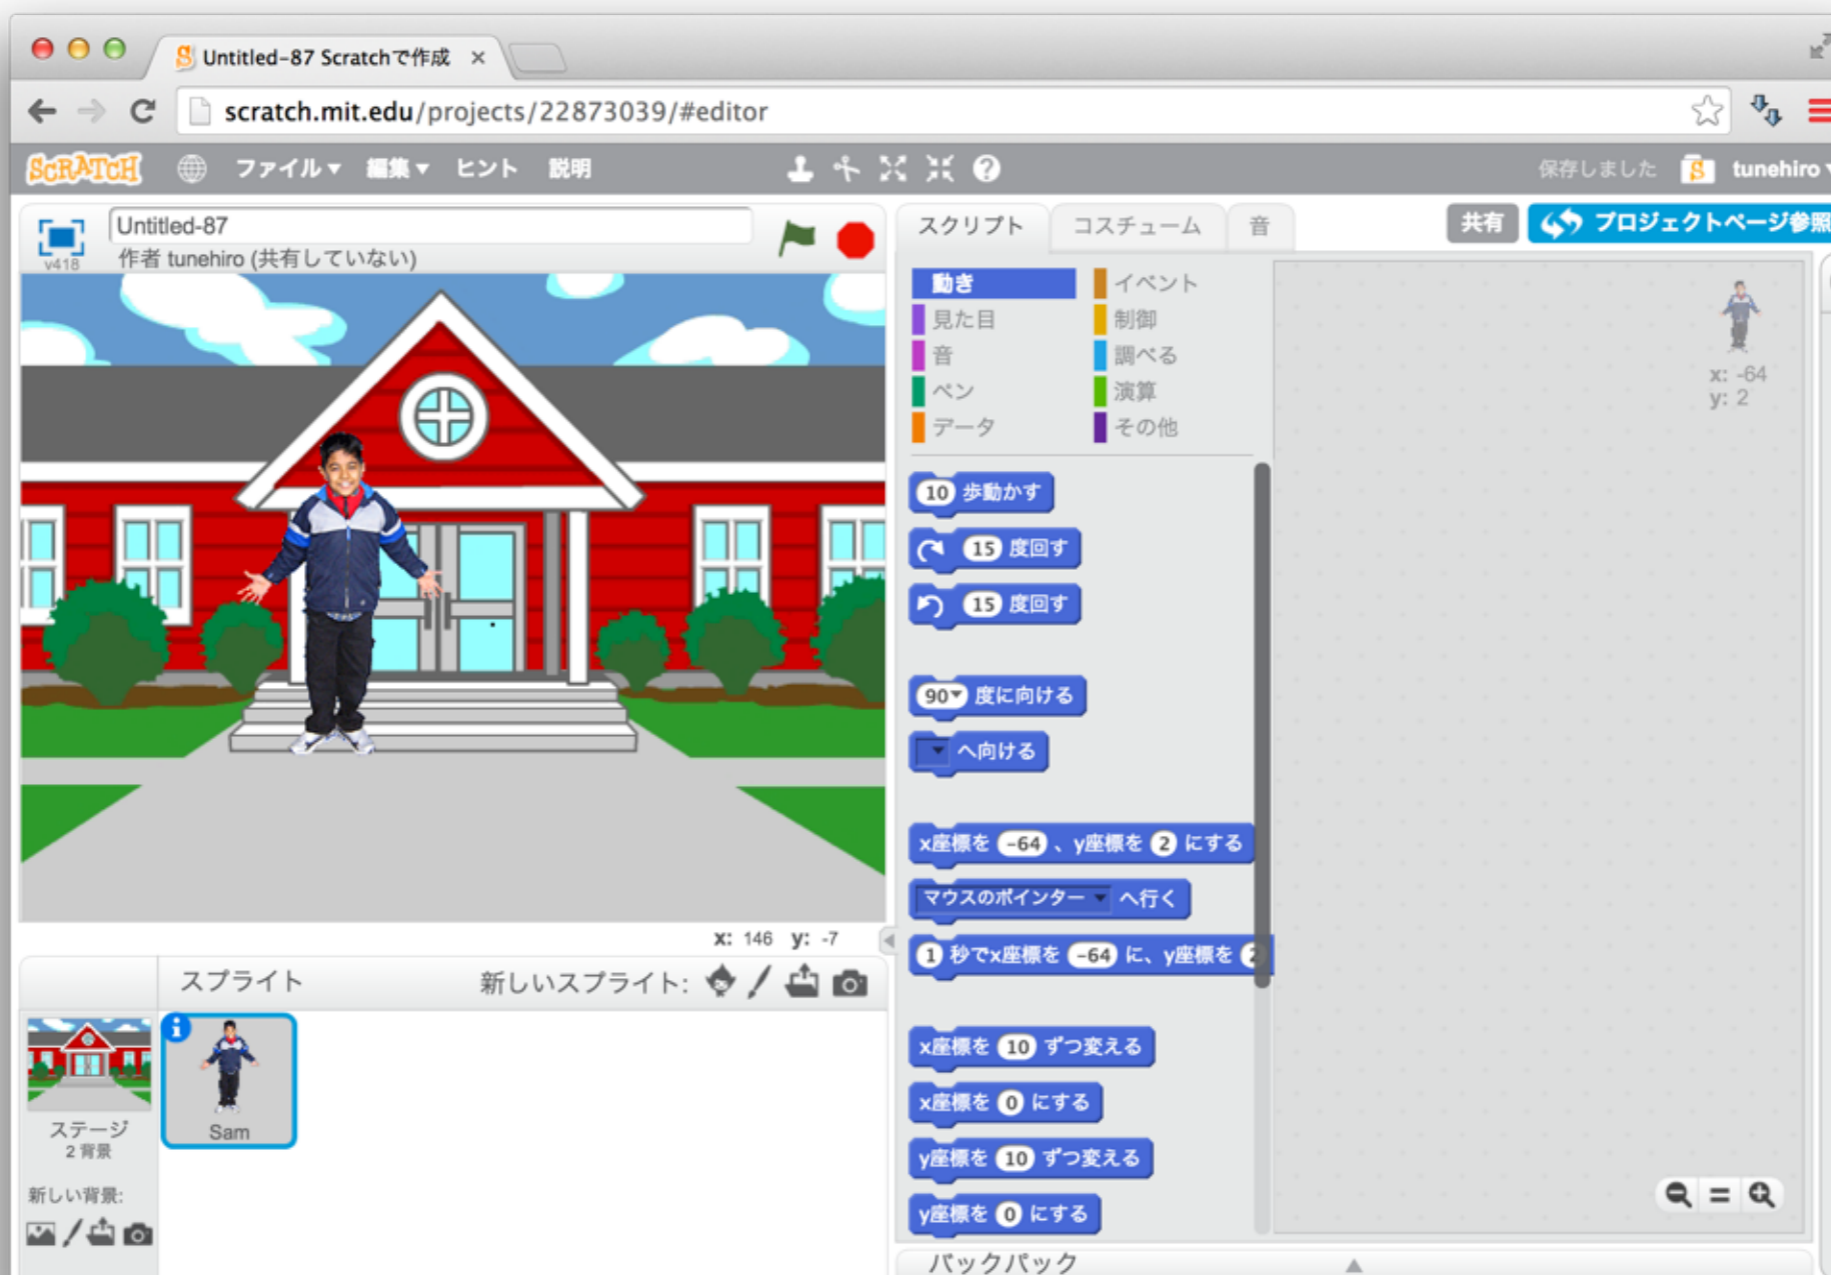 Untitled-87 Scratchで作成
scratch.mit.edu/projects/22873039/#editor
SCRATCH ファイル 編集 ヒント 説明 保存しました tunehiro
v418
Untitled-87
作者 tunehiro (共有していない)
スクリプト コスチューム 音 共有 プロジェクトページ参照
動き イベント
見た目 制御
音 調べる
ペン 演算
データ その他
x: -64
y: 2
10 歩動かす
15 度回す
15 度回す
90 度に向ける
へ向ける
x座標を -64 、y座標を 2 にする
マウスのポインター へ行く
1 秒でx座標を -64 に、y座標を 2
x座標を 10 ずつ変える
x座標を 0 にする
y座標を 10 ずつ変える
y座標を 0 にする
x: 146 y: -7
スプライト 新しいスプライト:
Sam
ステージ
2 背景
新しい背景:
バックパック